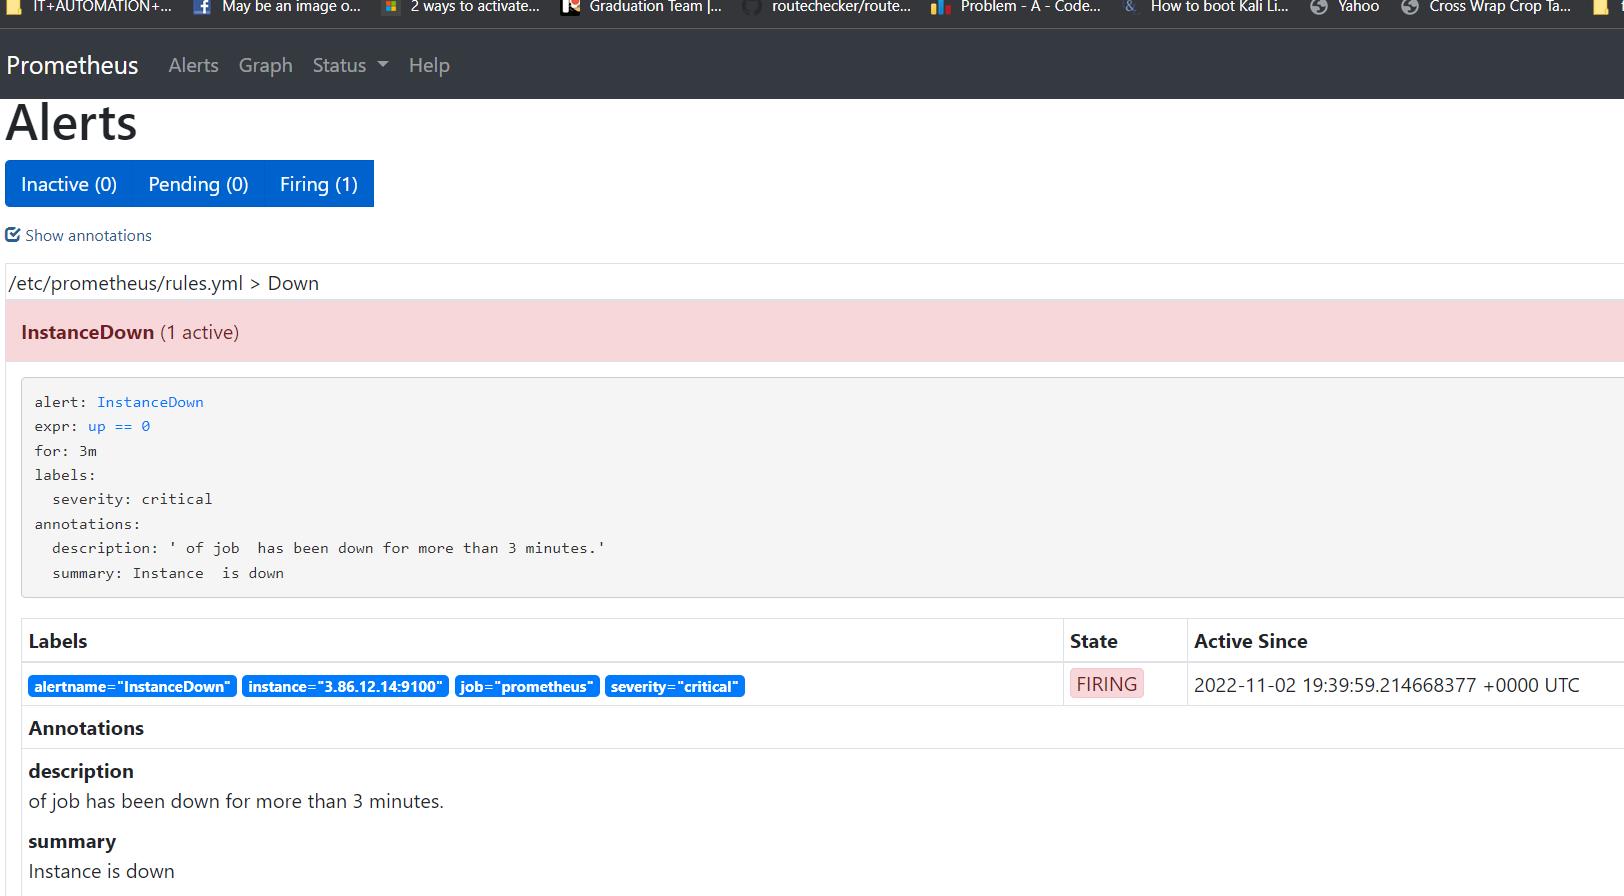 IT+AUTOMATION+... May be an image o... 2 ways to activate... Graduation Team |... routechecker/route... Problem - A - Code... & How to boot Kali Li... Yahoo Cross Wrap Crop Ta...
Prometheus Alerts Graph Status Help
Alerts
Inactive (0) Pending (0) Firing (1)
Show annotations
/etc/prometheus/rules.yml > Down
InstanceDown (1 active)
alert: InstanceDown
expr: up == 0
for: 3m
labels:
  severity: critical
annotations:
  description: ' of job  has been down for more than 3 minutes.'
  summary: Instance  is down
Labels State Active Since
alertname="InstanceDown" instance="3.86.12.14:9100" job="prometheus" severity="critical" FIRING 2022-11-02 19:39:59.214668377 +0000 UTC
Annotations
description
of job has been down for more than 3 minutes.
summary
Instance is down